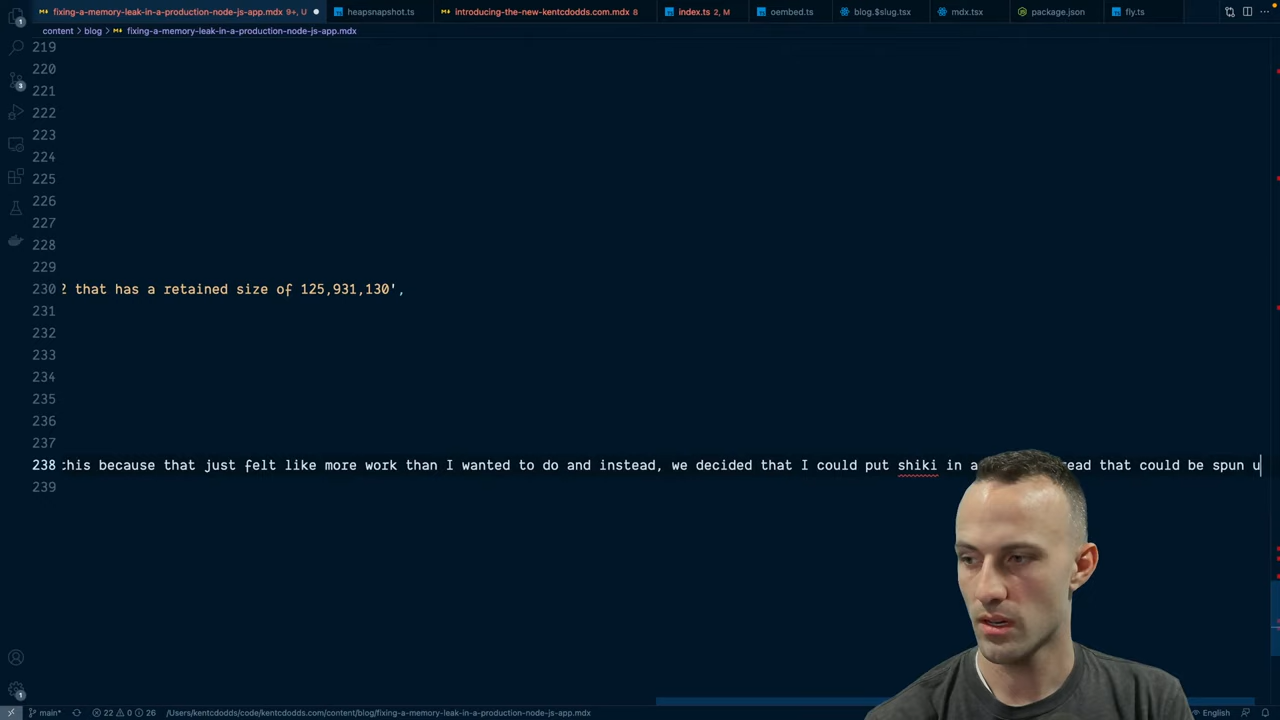 fixing-a-memory-leak-in-a-production-node-js-app.mdx 9+, U
heapsnapshot.ts
introducing-the-new-kentcdodds.com.mdx 8
index.ts 2, M
oembed.ts
blog.$slug.tsx
mdx.tsx
package.json
fly.ts
content > blog > fixing-a-memory-leak-in-a-production-node-js-app.mdx
219
220
221
222
223
224
225
226
227
228
229
230 2 that has a retained size of 125,931,130',
231
232
233
234
235
236
237
238 this because that just felt like more work than I wanted to do and instead, we decided that I could put shiki in a read that could be spun u
239
1
3
1
main* 22 0 26 /Users/kentcdodds/code/kentcdodds.com/content/blog/fixing-a-memory-leak-in-a-production-node-js-app.mdx
English